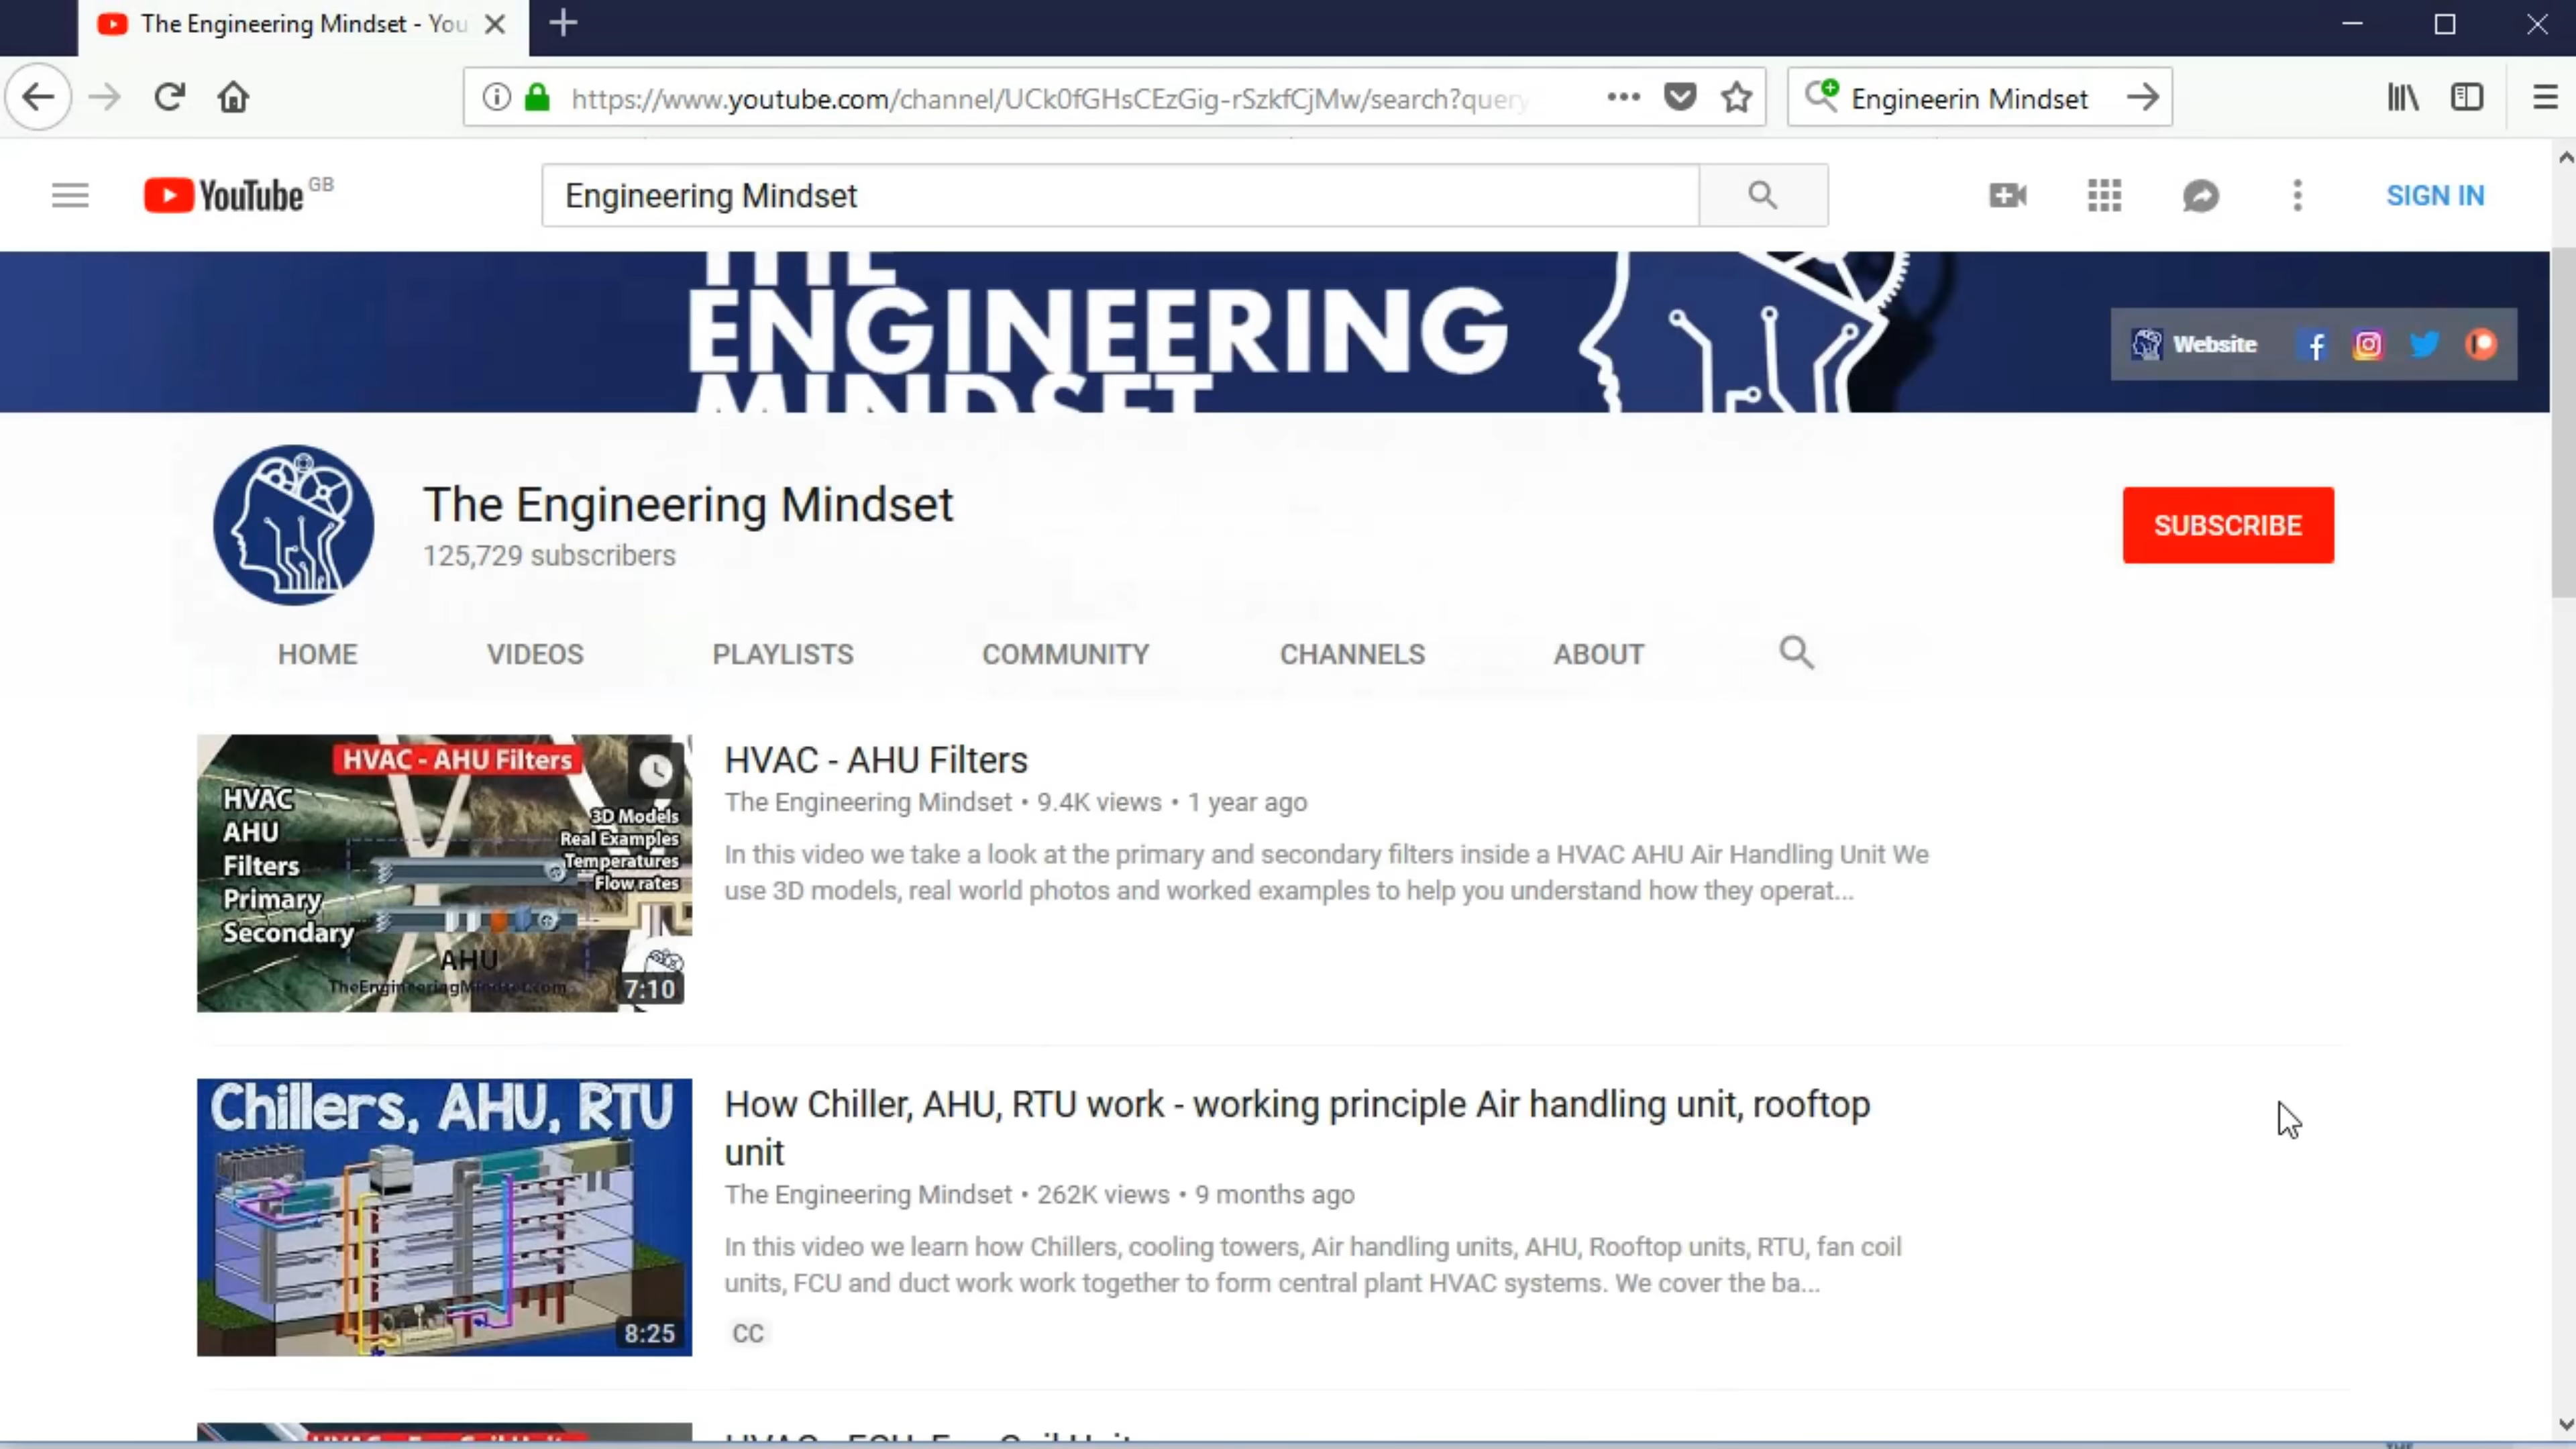 The Engineering Mindset - You
https://www.youtube.com/channel/UCk0fGHsCEzGig-rSzkfCjMw/search?query
Engineerin Mindset
YouTube GB
Engineering Mindset
SIGN IN
THE
ENGINEERING
MINDSET
Website
The Engineering Mindset
125,729 subscribers
SUBSCRIBE
HOME
VIDEOS
PLAYLISTS
COMMUNITY
CHANNELS
ABOUT
HVAC - AHU Filters
HVAC
AHU
Filters
Primary
Secondary
3D Models
Real Examples
Temperatures
Flow rates
AHU
TheEngineeringMindset.com
7:10
HVAC - AHU Filters
The Engineering Mindset • 9.4K views • 1 year ago
In this video we take a look at the primary and secondary filters inside a HVAC AHU Air Handling Unit We
use 3D models, real world photos and worked examples to help you understand how they operat...
Chillers, AHU, RTU
8:25
How Chiller, AHU, RTU work - working principle Air handling unit, rooftop
unit
The Engineering Mindset • 262K views • 9 months ago
In this video we learn how Chillers, cooling towers, Air handling units, AHU, Rooftop units, RTU, fan coil
units, FCU and duct work work together to form central plant HVAC systems. We cover the ba...
CC